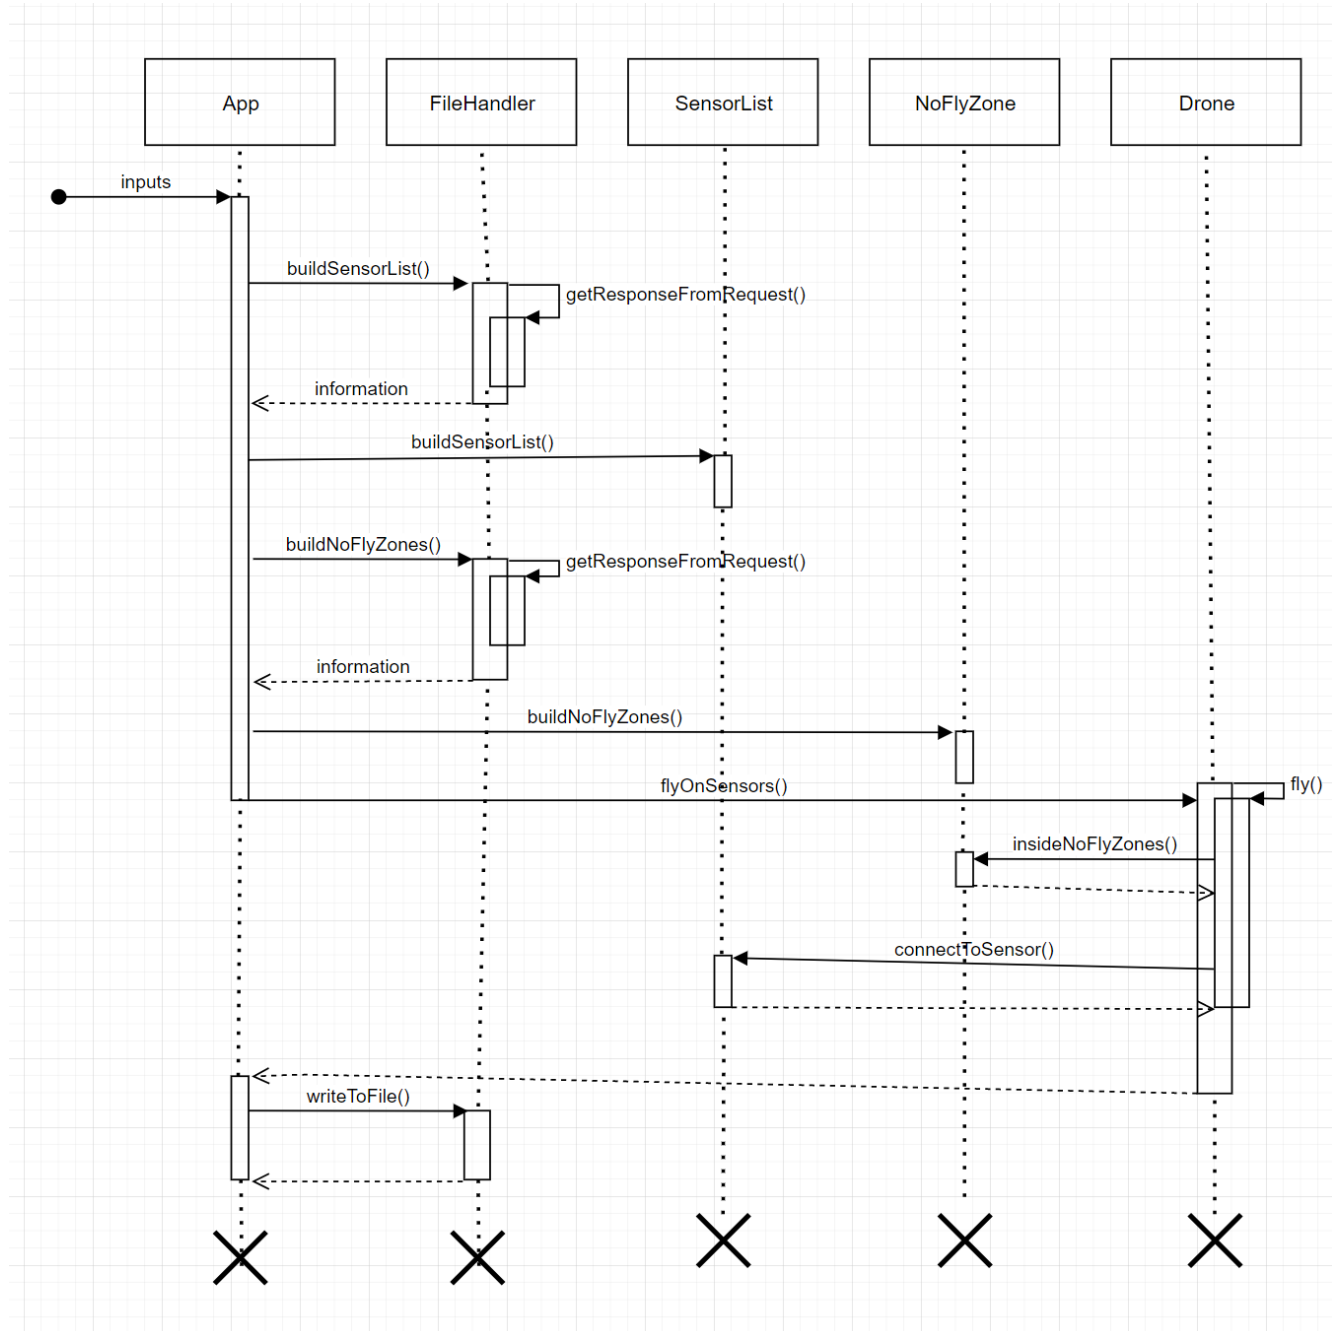 App
FileHandler
SensorList
NoFlyZone
Drone
inputs
buildSensorList()
getResponseFromRequest()
information
buildSensorList()
buildNoFlyZones()
getResponseFromRequest()
information
buildNoFlyZones()
flyOnSensors()
fly()
insideNoFlyZones()
connectToSensor()
writeToFile()